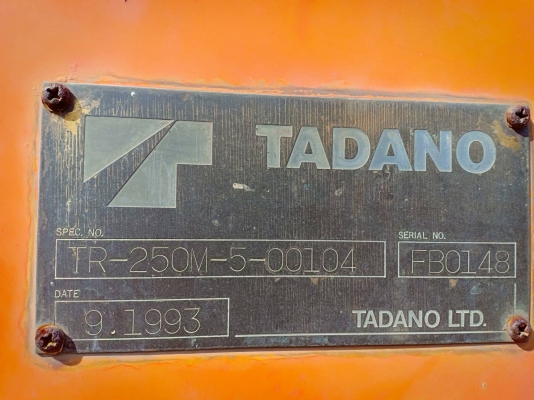 TADANO
SPEC. NO.
TR-250M-5-00104
SERIAL NO.
FB0148
DATE
9.1993
TADANO LTD.